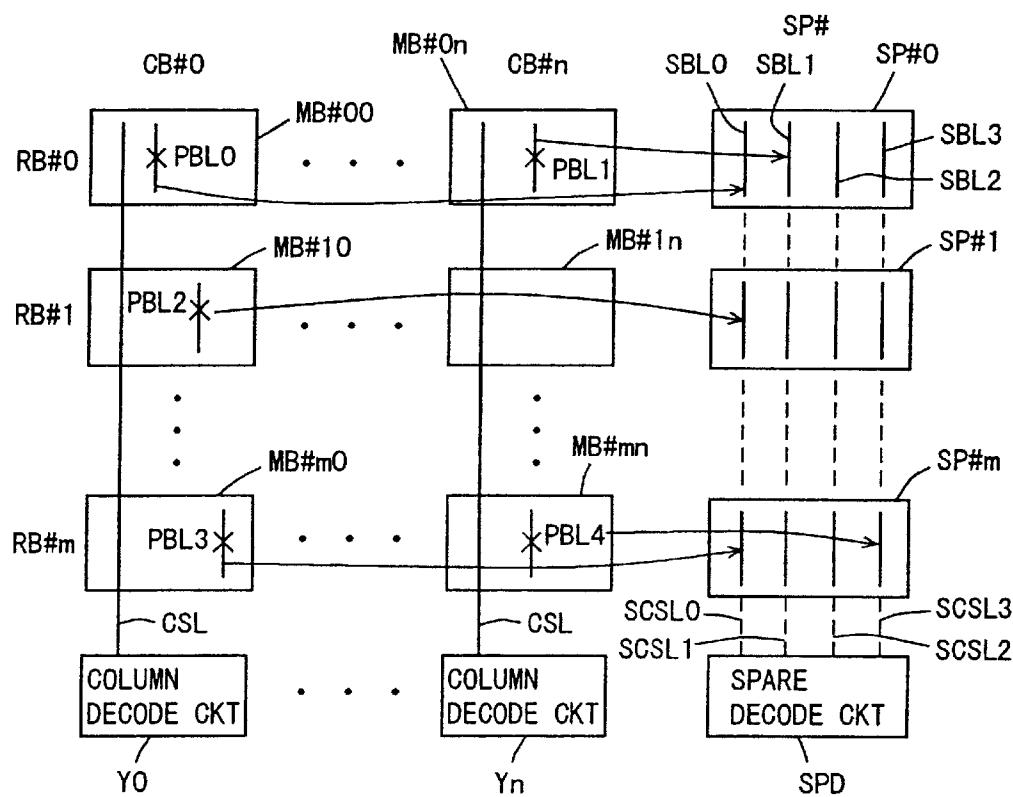 SP#
CB#0 MB#0n CB#n SBL0 SBL1 SP#0
MB#00
RB#0 PBL0 PBL1 SBL3
SBL2
MB#10 MB#1n SP#1
RB#1 PBL2
MB#m0 MB#mn SP#m
RB#m PBL3 PBL4
CSL CSL SCSL0 SCSL3
SCSL1 SCSL2
COLUMN COLUMN SPARE
DECODE CKT DECODE CKT DECODE CKT
Y0 Yn SPD